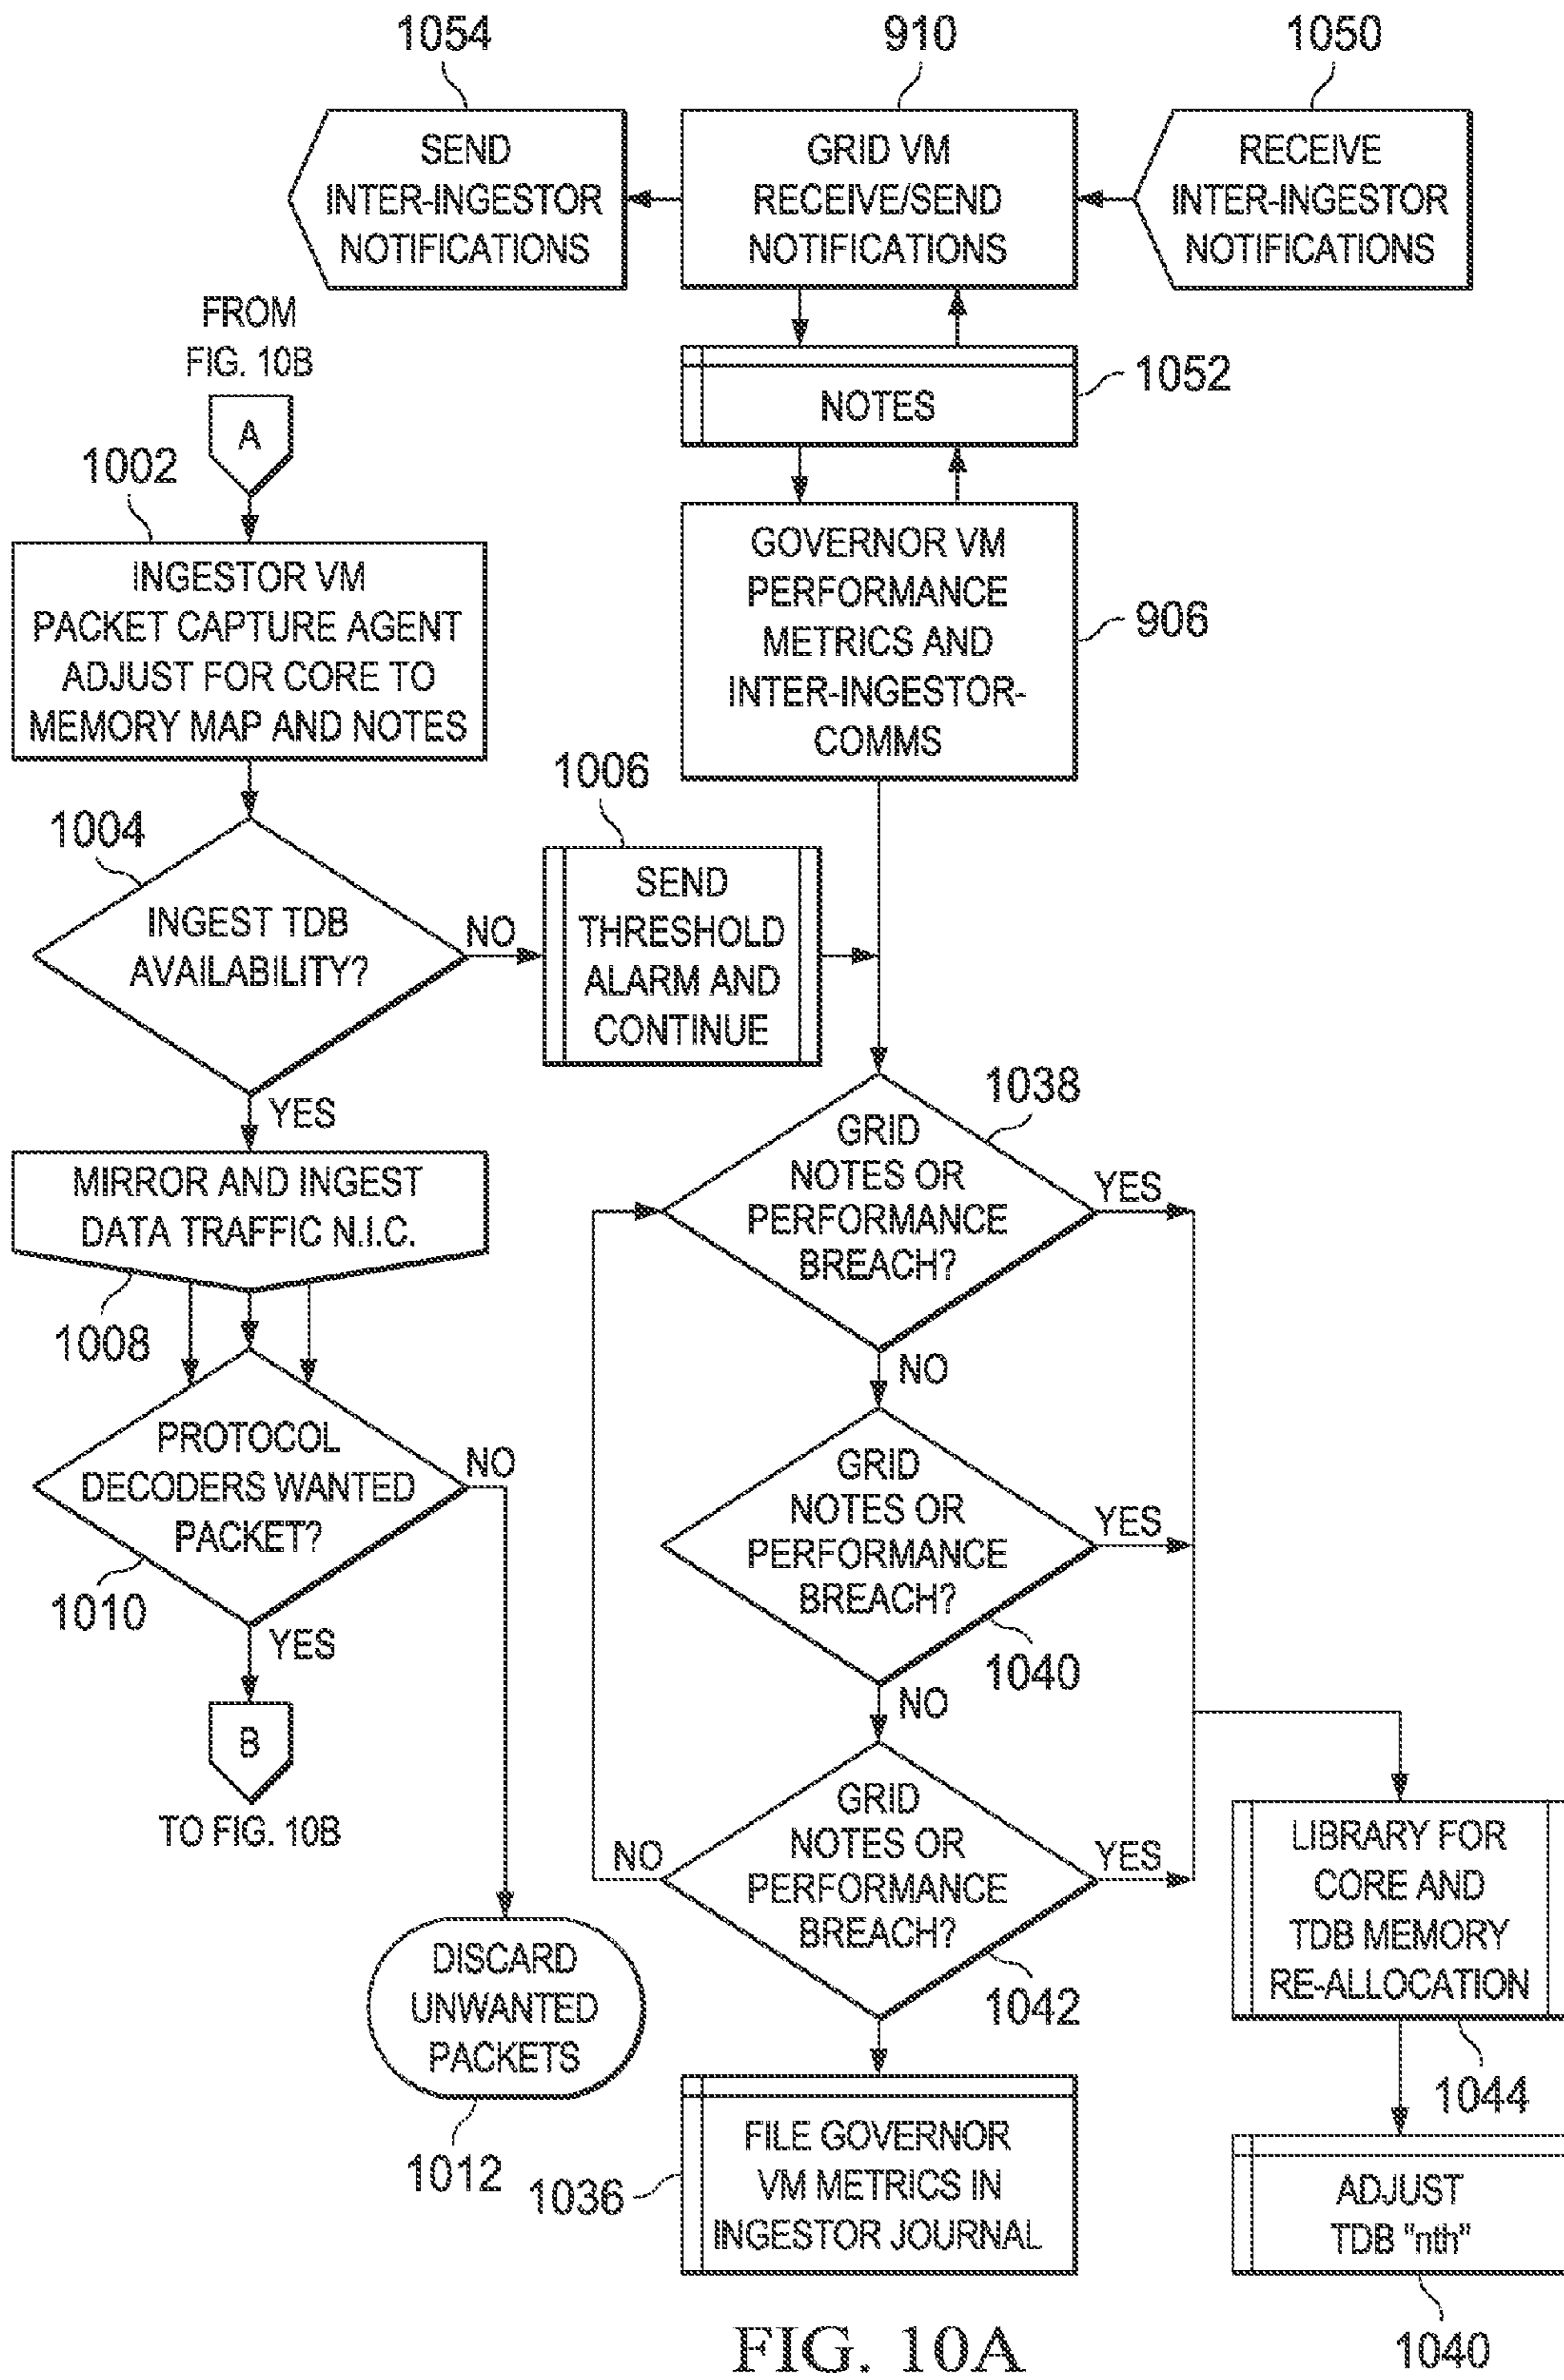 1054
910
1050
SEND
INTER-INGESTOR
NOTIFICATIONS
GRID VM
RECEIVE/SEND
NOTIFICATIONS
RECEIVE
INTER-INGESTOR
NOTIFICATIONS
FROM
FIG. 10B
A
NOTES
1052
1002
INGESTOR VM
PACKET CAPTURE AGENT
ADJUST FOR CORE TO
MEMORY MAP AND NOTES
GOVERNOR VM
PERFORMANCE
METRICS AND
INTER-INGESTOR-
COMMS
906
1004
INGEST TDB
AVAILABILITY?
NO
YES
1006
SEND
THRESHOLD
ALARM AND
CONTINUE
MIRROR AND INGEST
DATA TRAFFIC N.I.C.
1008
PROTOCOL
DECODERS WANTED
PACKET?
NO
1010
YES
B
TO FIG. 10B
DISCARD
UNWANTED
PACKETS
1012
1038
GRID
NOTES OR
PERFORMANCE
BREACH?
YES
NO
GRID
NOTES OR
PERFORMANCE
BREACH?
YES
1040
NO
GRID
NOTES OR
PERFORMANCE
BREACH?
NO
YES
1042
1036
FILE GOVERNOR
VM METRICS IN
INGESTOR JOURNAL
LIBRARY FOR
CORE AND
TDB MEMORY
RE-ALLOCATION
1044
ADJUST
TDB "nth"
1040
FIG. 10A